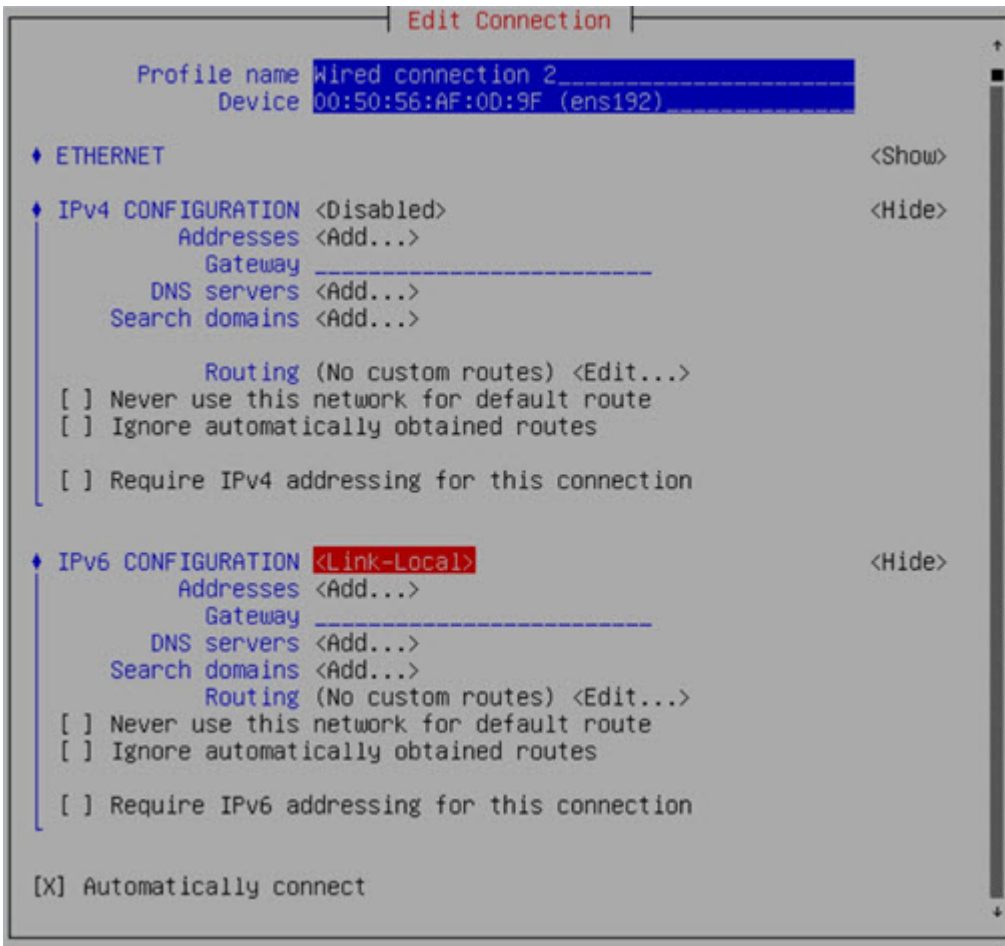 Edit Connection
Profile name Wired connection 2
Device 00:50:56:AF:0D:9F (ens192)
ETHERNET <Show>
IPv4 CONFIGURATION <Disabled> <Hide>
Addresses <Add...>
Gateway
DNS servers <Add...>
Search domains <Add...>
Routing (No custom routes) <Edit...>
[ ] Never use this network for default route
[ ] Ignore automatically obtained routes
[ ] Require IPv4 addressing for this connection
IPv6 CONFIGURATION <Link-Local> <Hide>
Addresses <Add...>
Gateway
DNS servers <Add...>
Search domains <Add...>
Routing (No custom routes) <Edit...>
[ ] Never use this network for default route
[ ] Ignore automatically obtained routes
[ ] Require IPv6 addressing for this connection
[X] Automatically connect